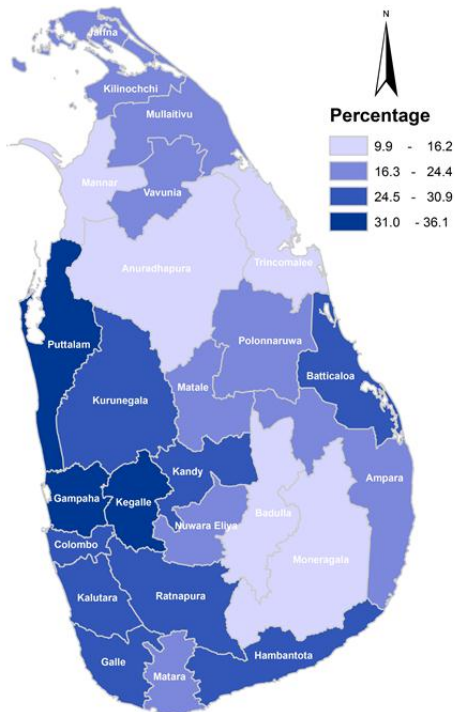 N
Jaffna
Kilinochchi
Mullaitivu
Percentage
9.9 - 16.2
16.3 - 24.4
24.5 - 30.9
31.0 - 36.1
Mannar
Vavunia
Anuradhapura
Trincomalee
Puttalam
Polonnaruwa
Batticaloa
Matale
Kurunegala
Kandy
Ampara
Gampaha
Kegalle
Nuwara Eliya
Badulla
Colombo
Moneragala
Kalutara
Ratnapura
Galle
Matara
Hambantota